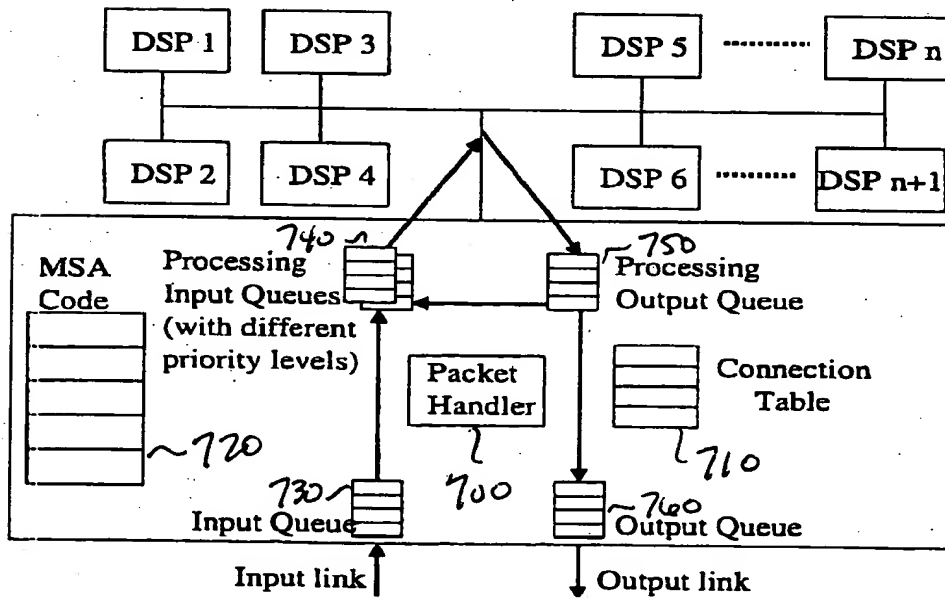 DSP 1
DSP 3
DSP 5
DSP n
DSP 2
DSP 4
DSP 6
DSP n+1
740
750
MSA
Code
Processing
Input Queues
(with different
priority levels)
Processing
Output Queue
Packet
Handler
Connection
Table
720
700
710
730
760
Input Queue
Output Queue
Input link
Output link